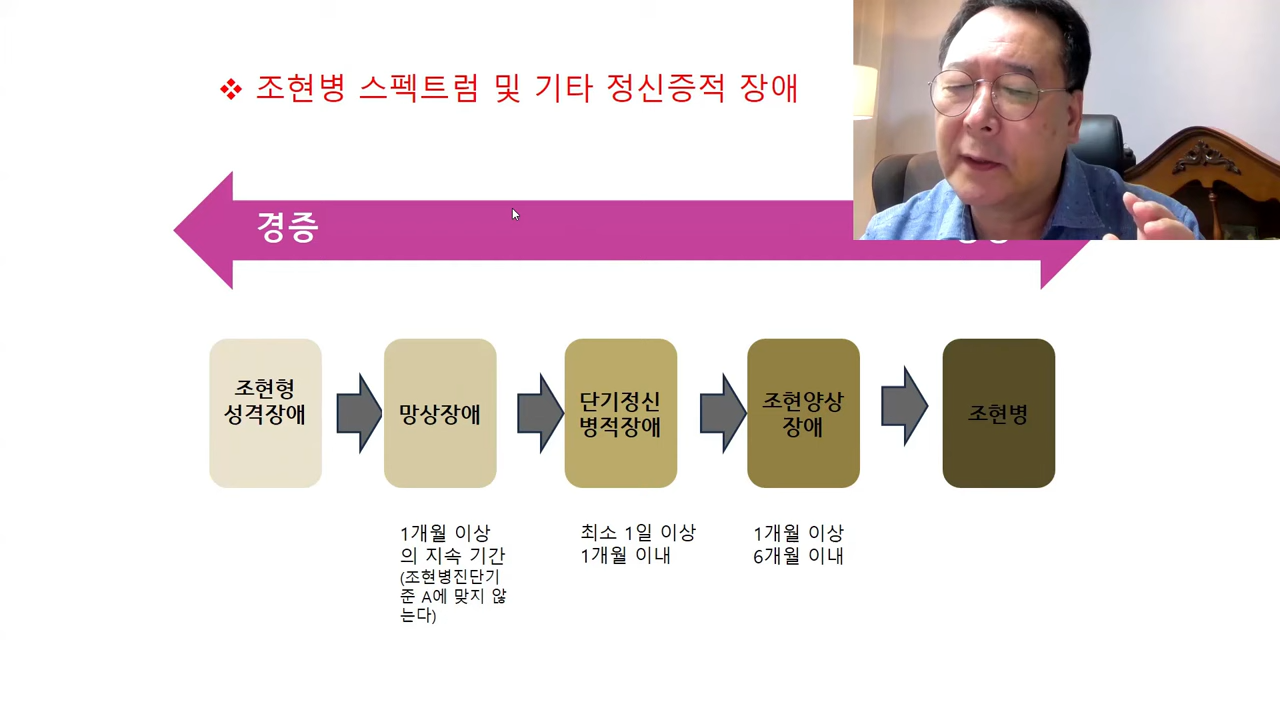 ❖ 조현병 스펙트럼 및 기타 정신증적 장애
경증
조현형
성격장애
망상장애
단기정신
병적장애
조현양상
장애
조현병
1개월 이상
의 지속 기간
(조현병진단기
준 A에 맞지 않
는다)
최소 1일 이상
1개월 이내
1개월 이상
6개월 이내